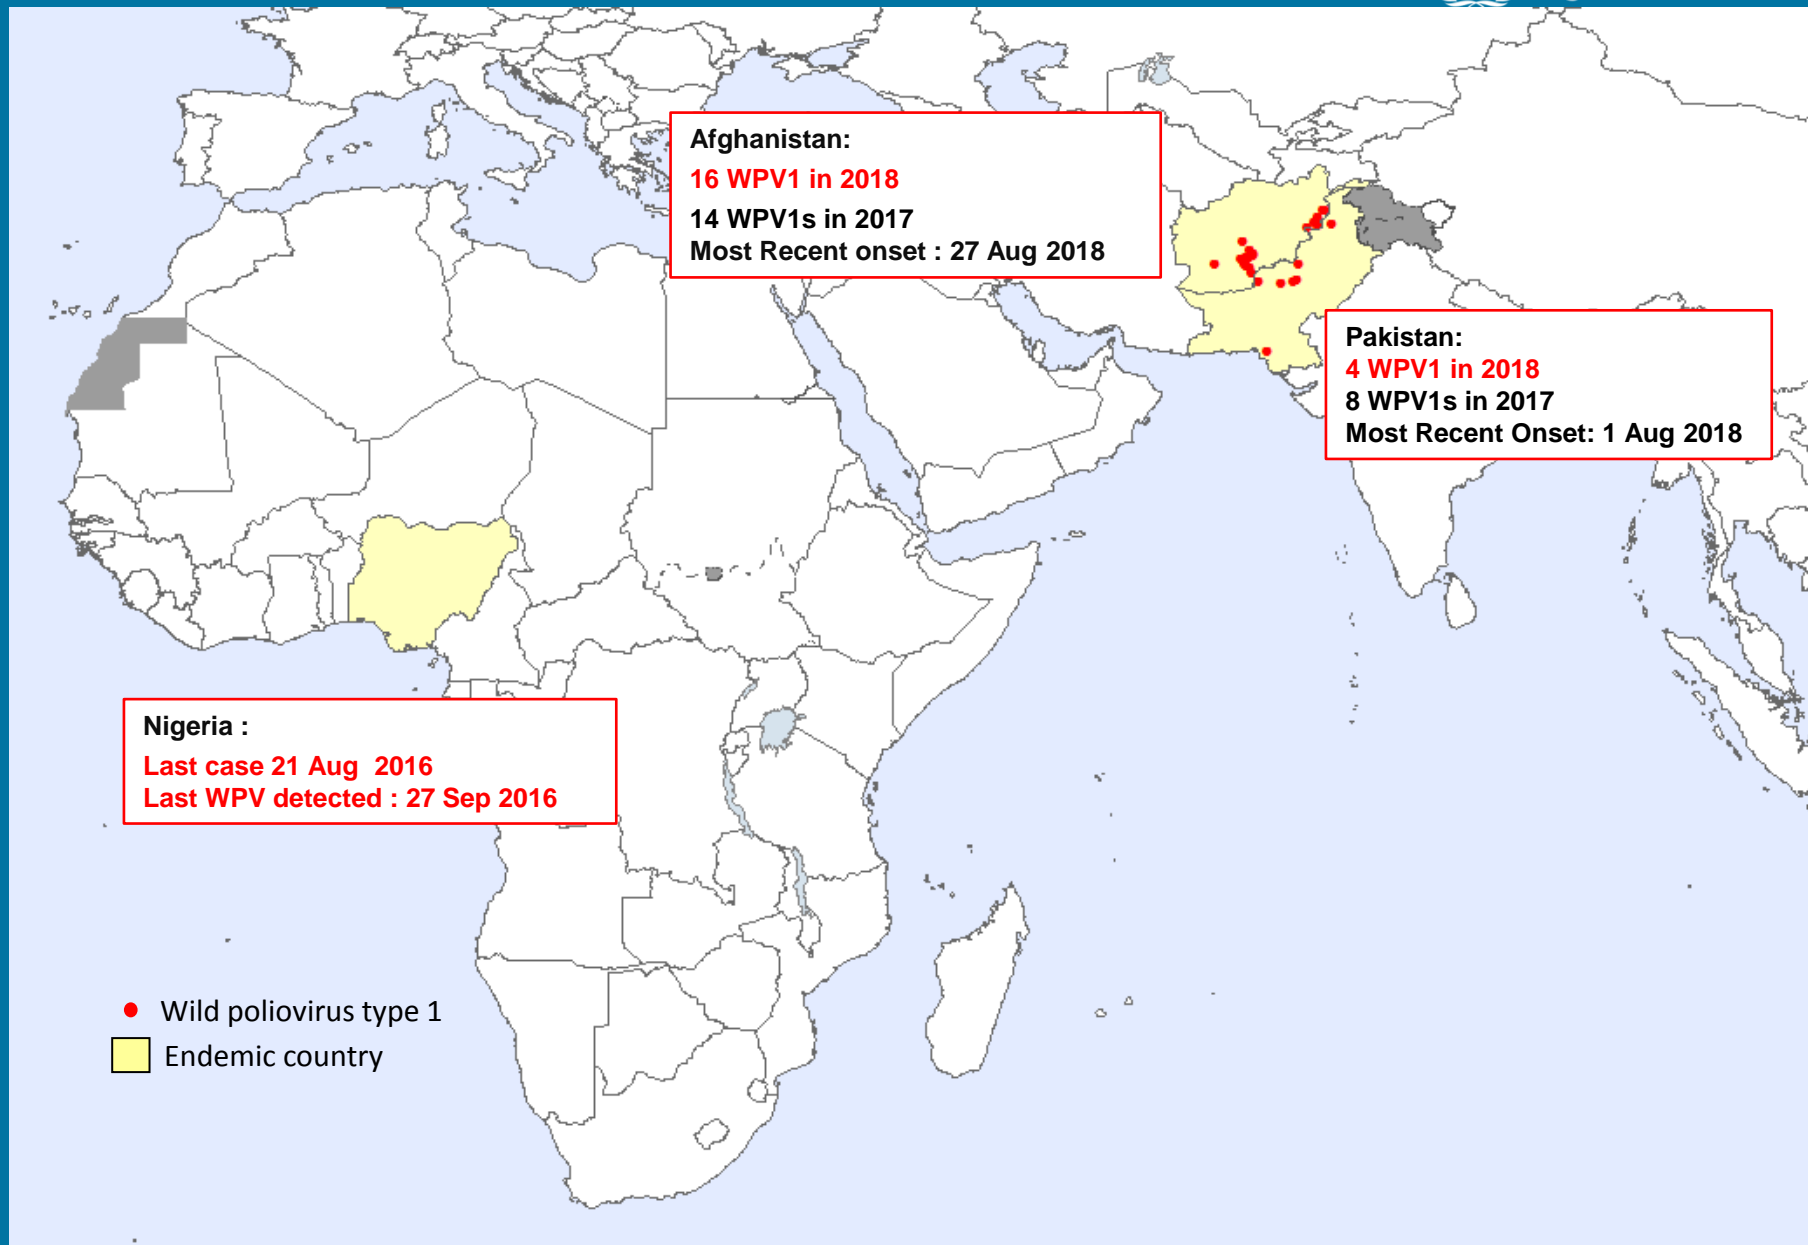 Afghanistan:
16 WPV1 in 2018
14 WPV1s in 2017
Most Recent onset : 27 Aug 2018
Pakistan:
4 WPV1 in 2018
8 WPV1s in 2017
Most Recent Onset: 1 Aug 2018
Nigeria :
Last case 21 Aug  2016
Last WPV detected : 27 Sep 2016
Wild poliovirus type 1
Endemic country